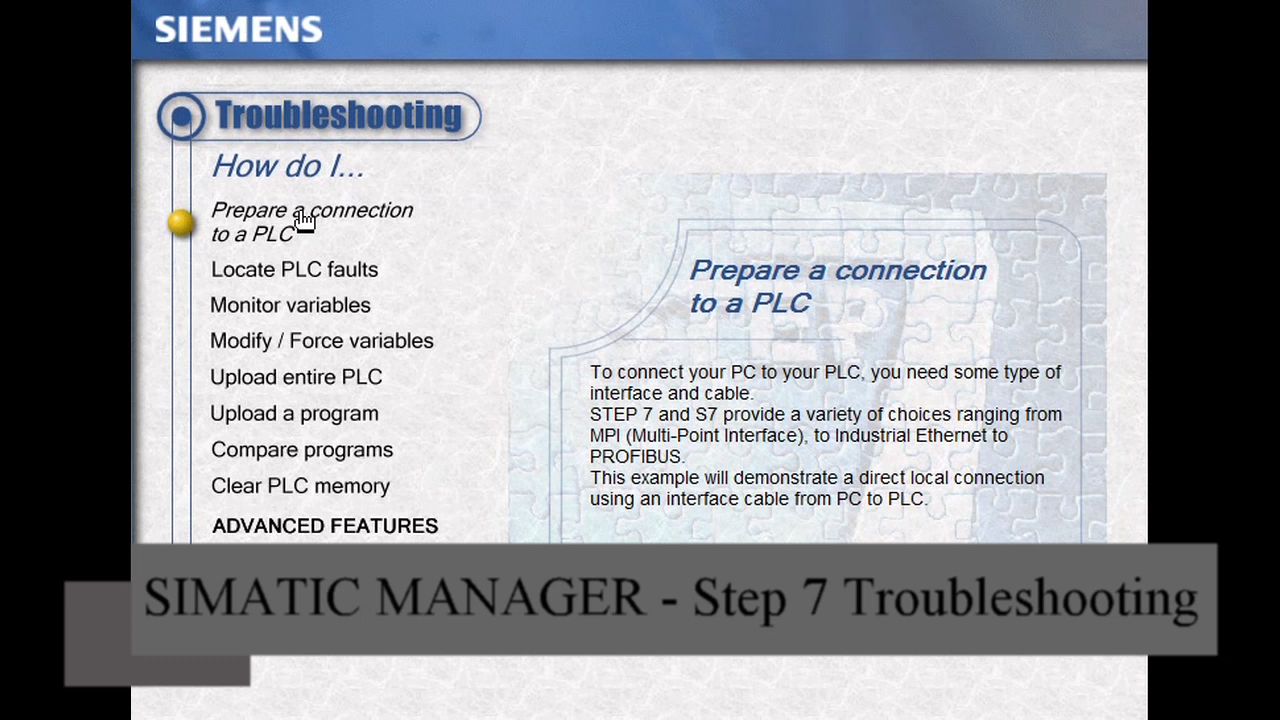 SIEMENS
Troubleshooting
How do I...
Prepare a connection
to a PLC
Locate PLC faults
Monitor variables
Modify / Force variables
Upload entire PLC
Upload a program
Compare programs
Clear PLC memory
ADVANCED FEATURES
Prepare a connection
to a PLC
To connect your PC to your PLC, you need some type of
interface and cable.
STEP 7 and S7 provide a variety of choices ranging from
MPI (Multi-Point Interface), to Industrial Ethernet to
PROFIBUS.
This example will demonstrate a direct local connection
using an interface cable from PC to PLC.
SIMATIC MANAGER - Step 7 Troubleshooting